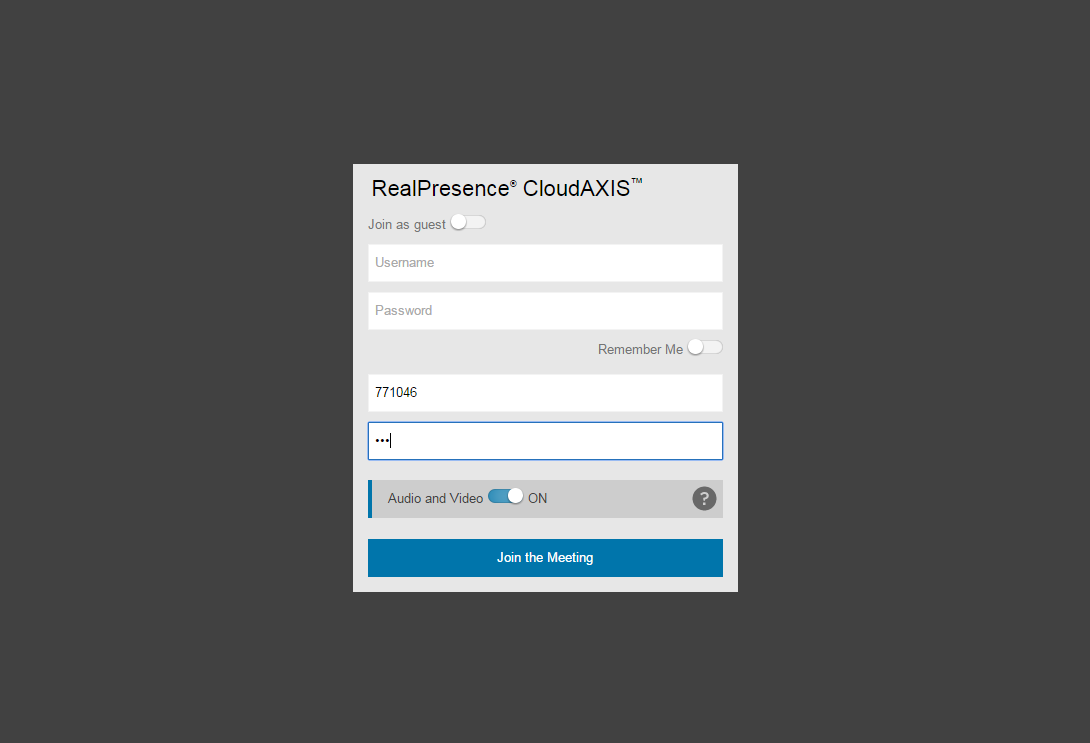 RealPresence® CloudAXIS™
Join as guest
Username
Password
Remember Me
771046
•••
Audio and Video ON ?
Join the Meeting